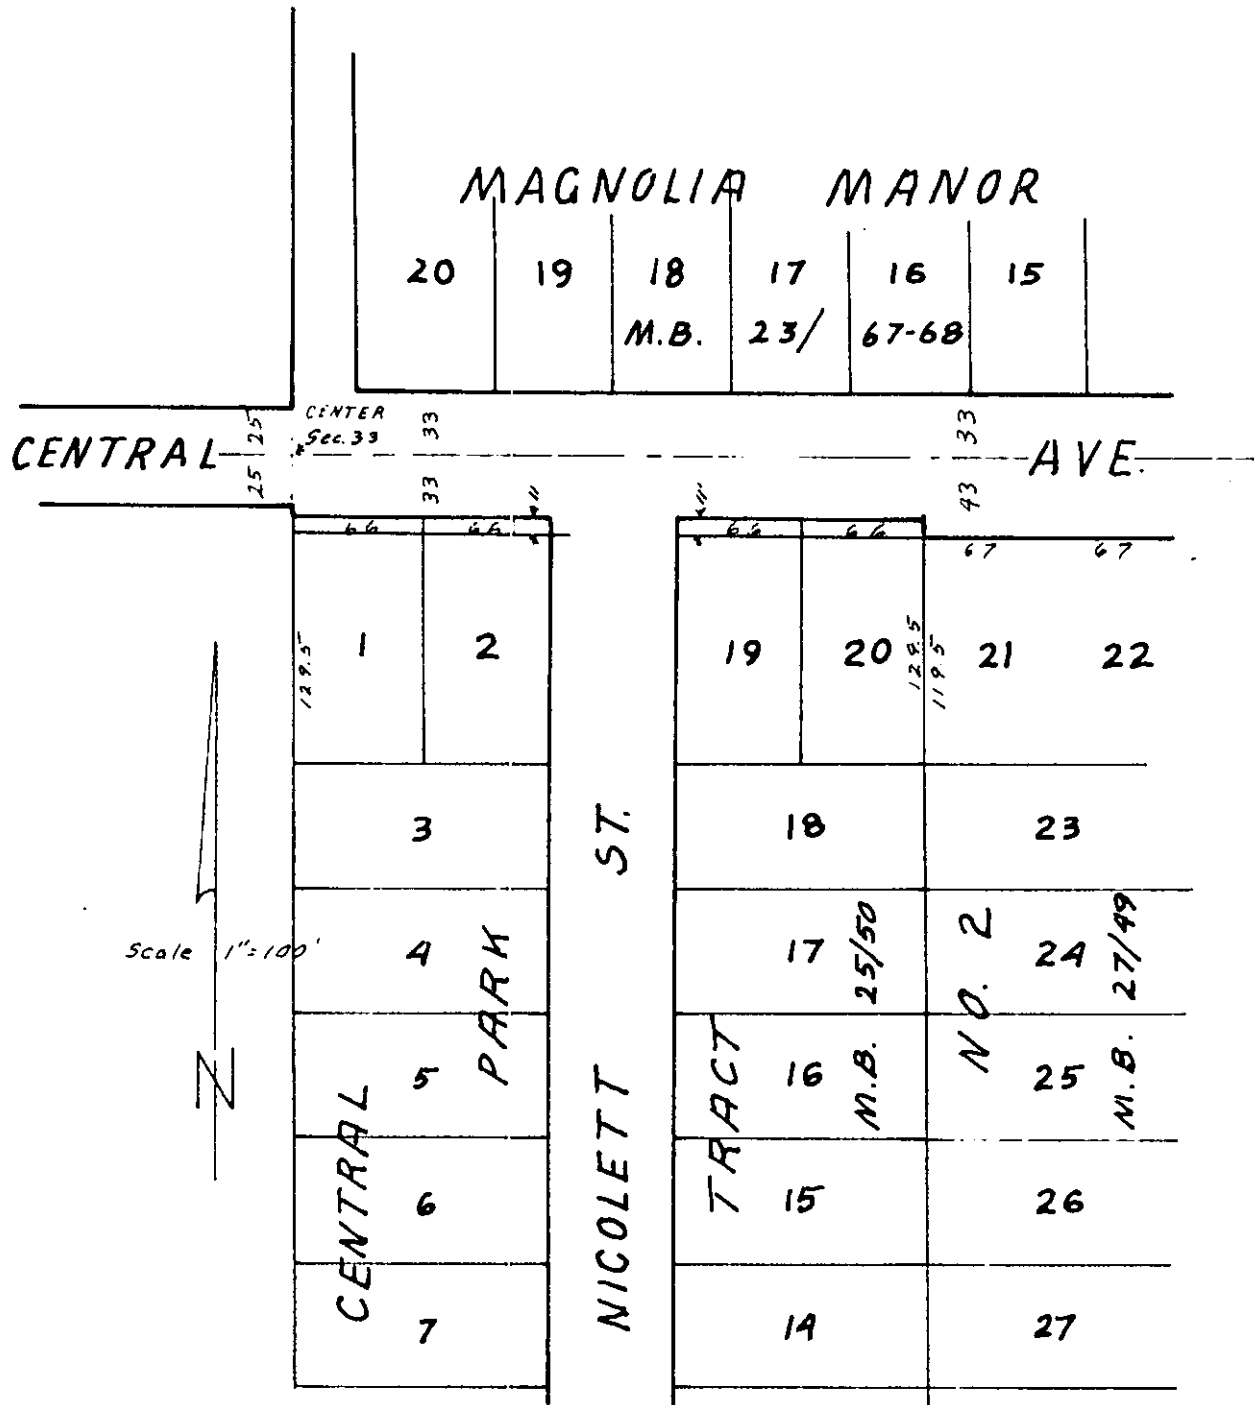 MAGNOLIA MANOR
20 19 18 17 16 15
M.B. 23/ 67-68
CENTER
Sec. 33
25 25 33 33 33 43
CENTRAL AVE.
11' 11'
66 66 66 66 67 67
129.5 129.5 119.5
1 2 19 20 21 22
3 18 23
4 17 24
5 16 25
6 15 26
7 14 27
Scale 1"=100'
N
CENTRAL PARK TRACT NO. 2
NICOLETT ST.
M.B. 25/50
M.B. 27/49